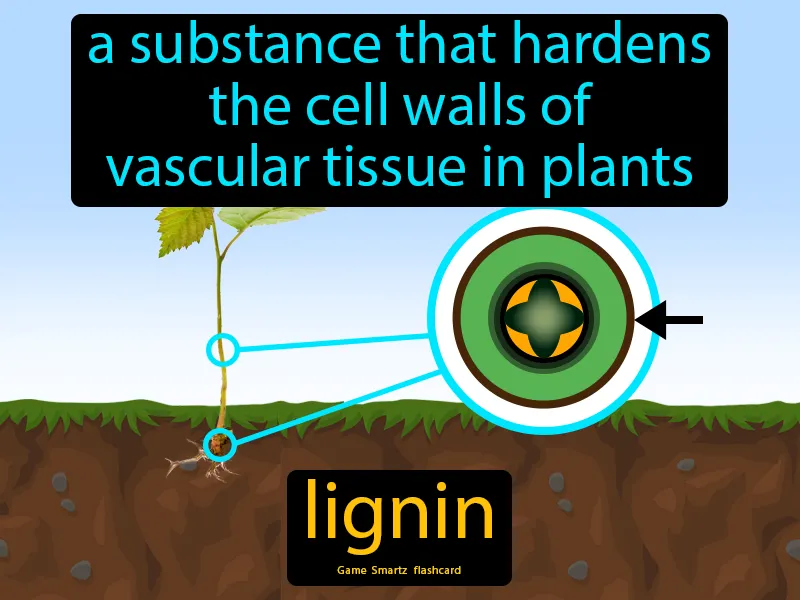 a substance that hardens
the cell walls of
vascular tissue in plants
lignin
Game Smartz flashcard